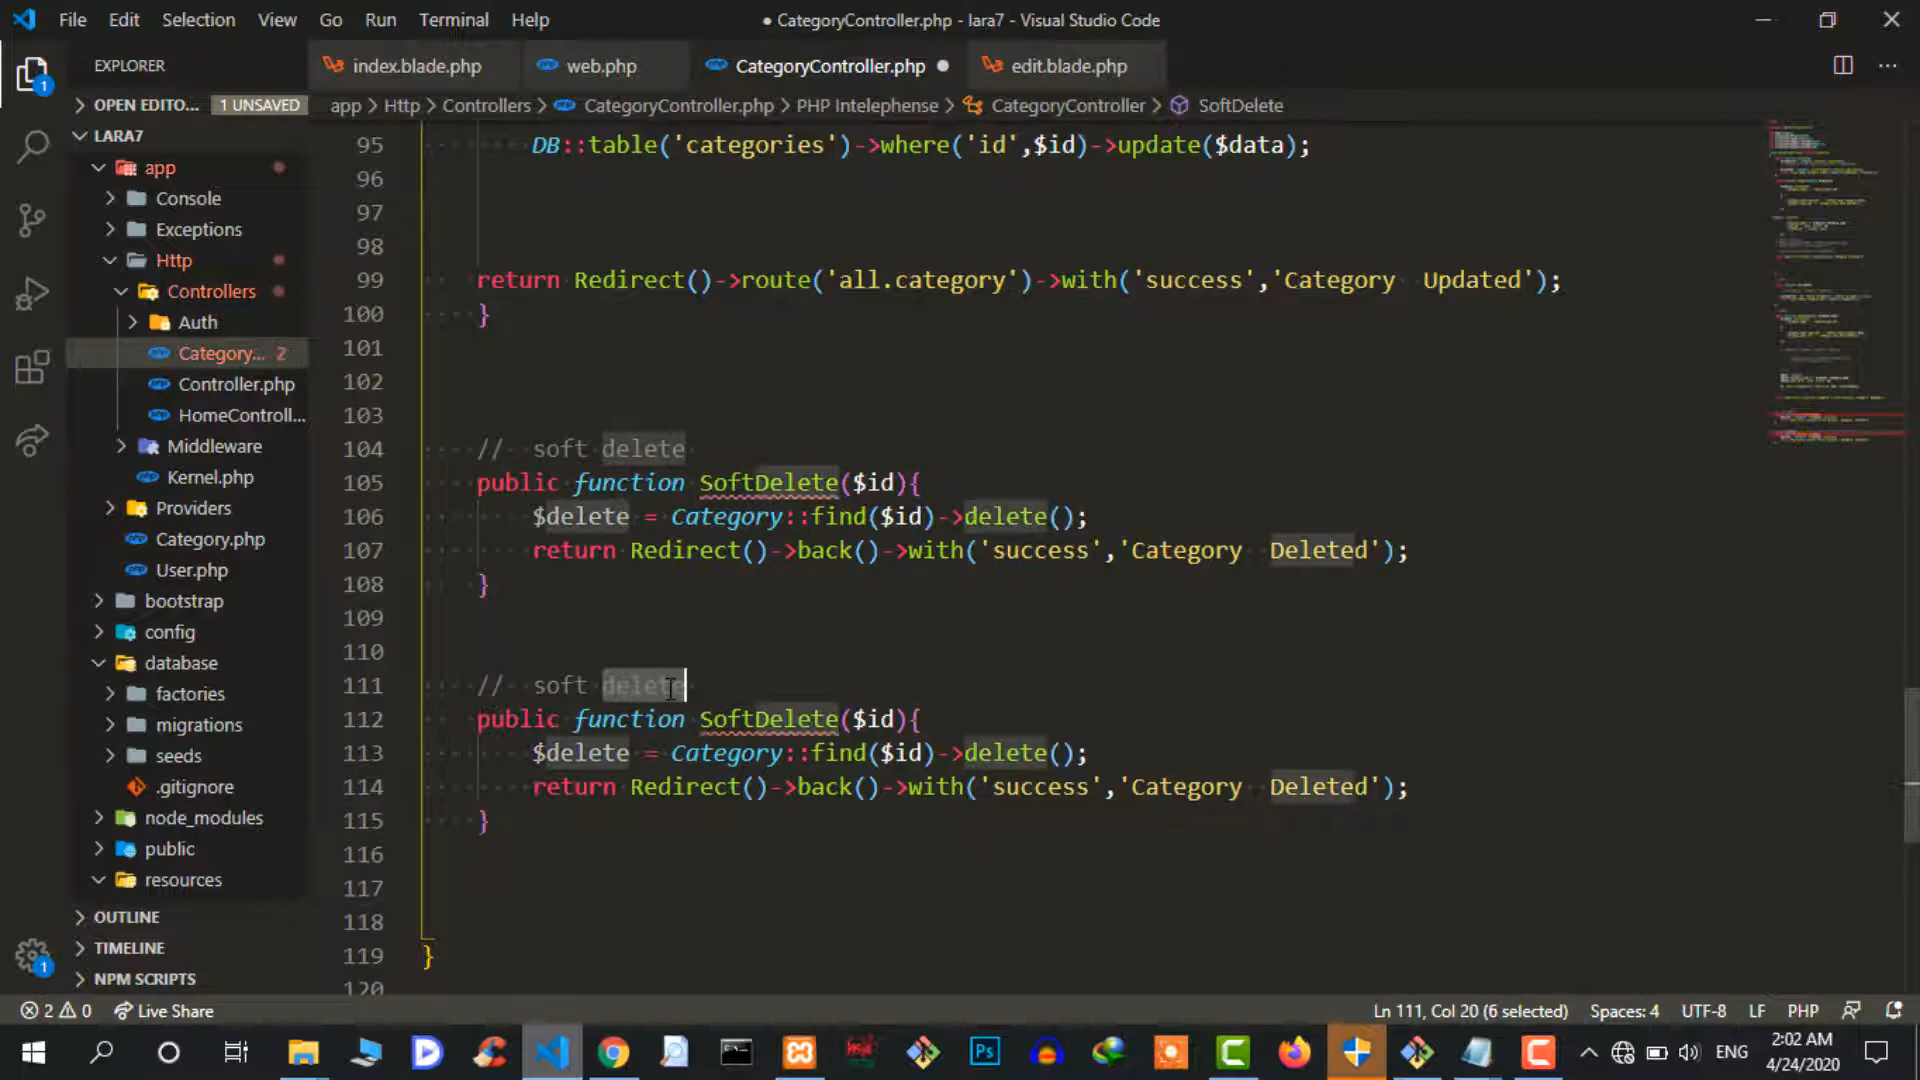 File Edit Selection View Go Run Terminal Help
● CategoryController.php - lara7 - Visual Studio Code
EXPLORER
index.blade.php
web.php
CategoryController.php ●
edit.blade.php
OPEN EDITO... 1 UNSAVED
app > Http > Controllers > CategoryController.php > PHP Intelephense > CategoryController > SoftDelete
LARA7
app
Console
Exceptions
Http
Controllers
Auth
Category... 2
Controller.php
HomeControll...
Middleware
Kernel.php
Providers
Category.php
User.php
bootstrap
config
database
factories
migrations
seeds
.gitignore
node_modules
public
resources
OUTLINE
TIMELINE
NPM SCRIPTS
95 DB::table('categories')->where('id',$id)->update($data);
96
97
98
99 return Redirect()->route('all.category')->with('success','Category  Updated');
100 }
101
102
103
104 //  soft delete
105 public function SoftDelete($id){
106 $delete = Category::find($id)->delete();
107 return Redirect()->back()->with('success','Category  Deleted');
108 }
109
110
111 //  soft delete
112 public function SoftDelete($id){
113 $delete = Category::find($id)->delete();
114 return Redirect()->back()->with('success','Category  Deleted');
115 }
116
117
118
119 }
120
2 0 Live Share
Ln 111, Col 20 (6 selected) Spaces: 4 UTF-8 LF PHP
1
1
Ps
ENG
2:02 AM
4/24/2020